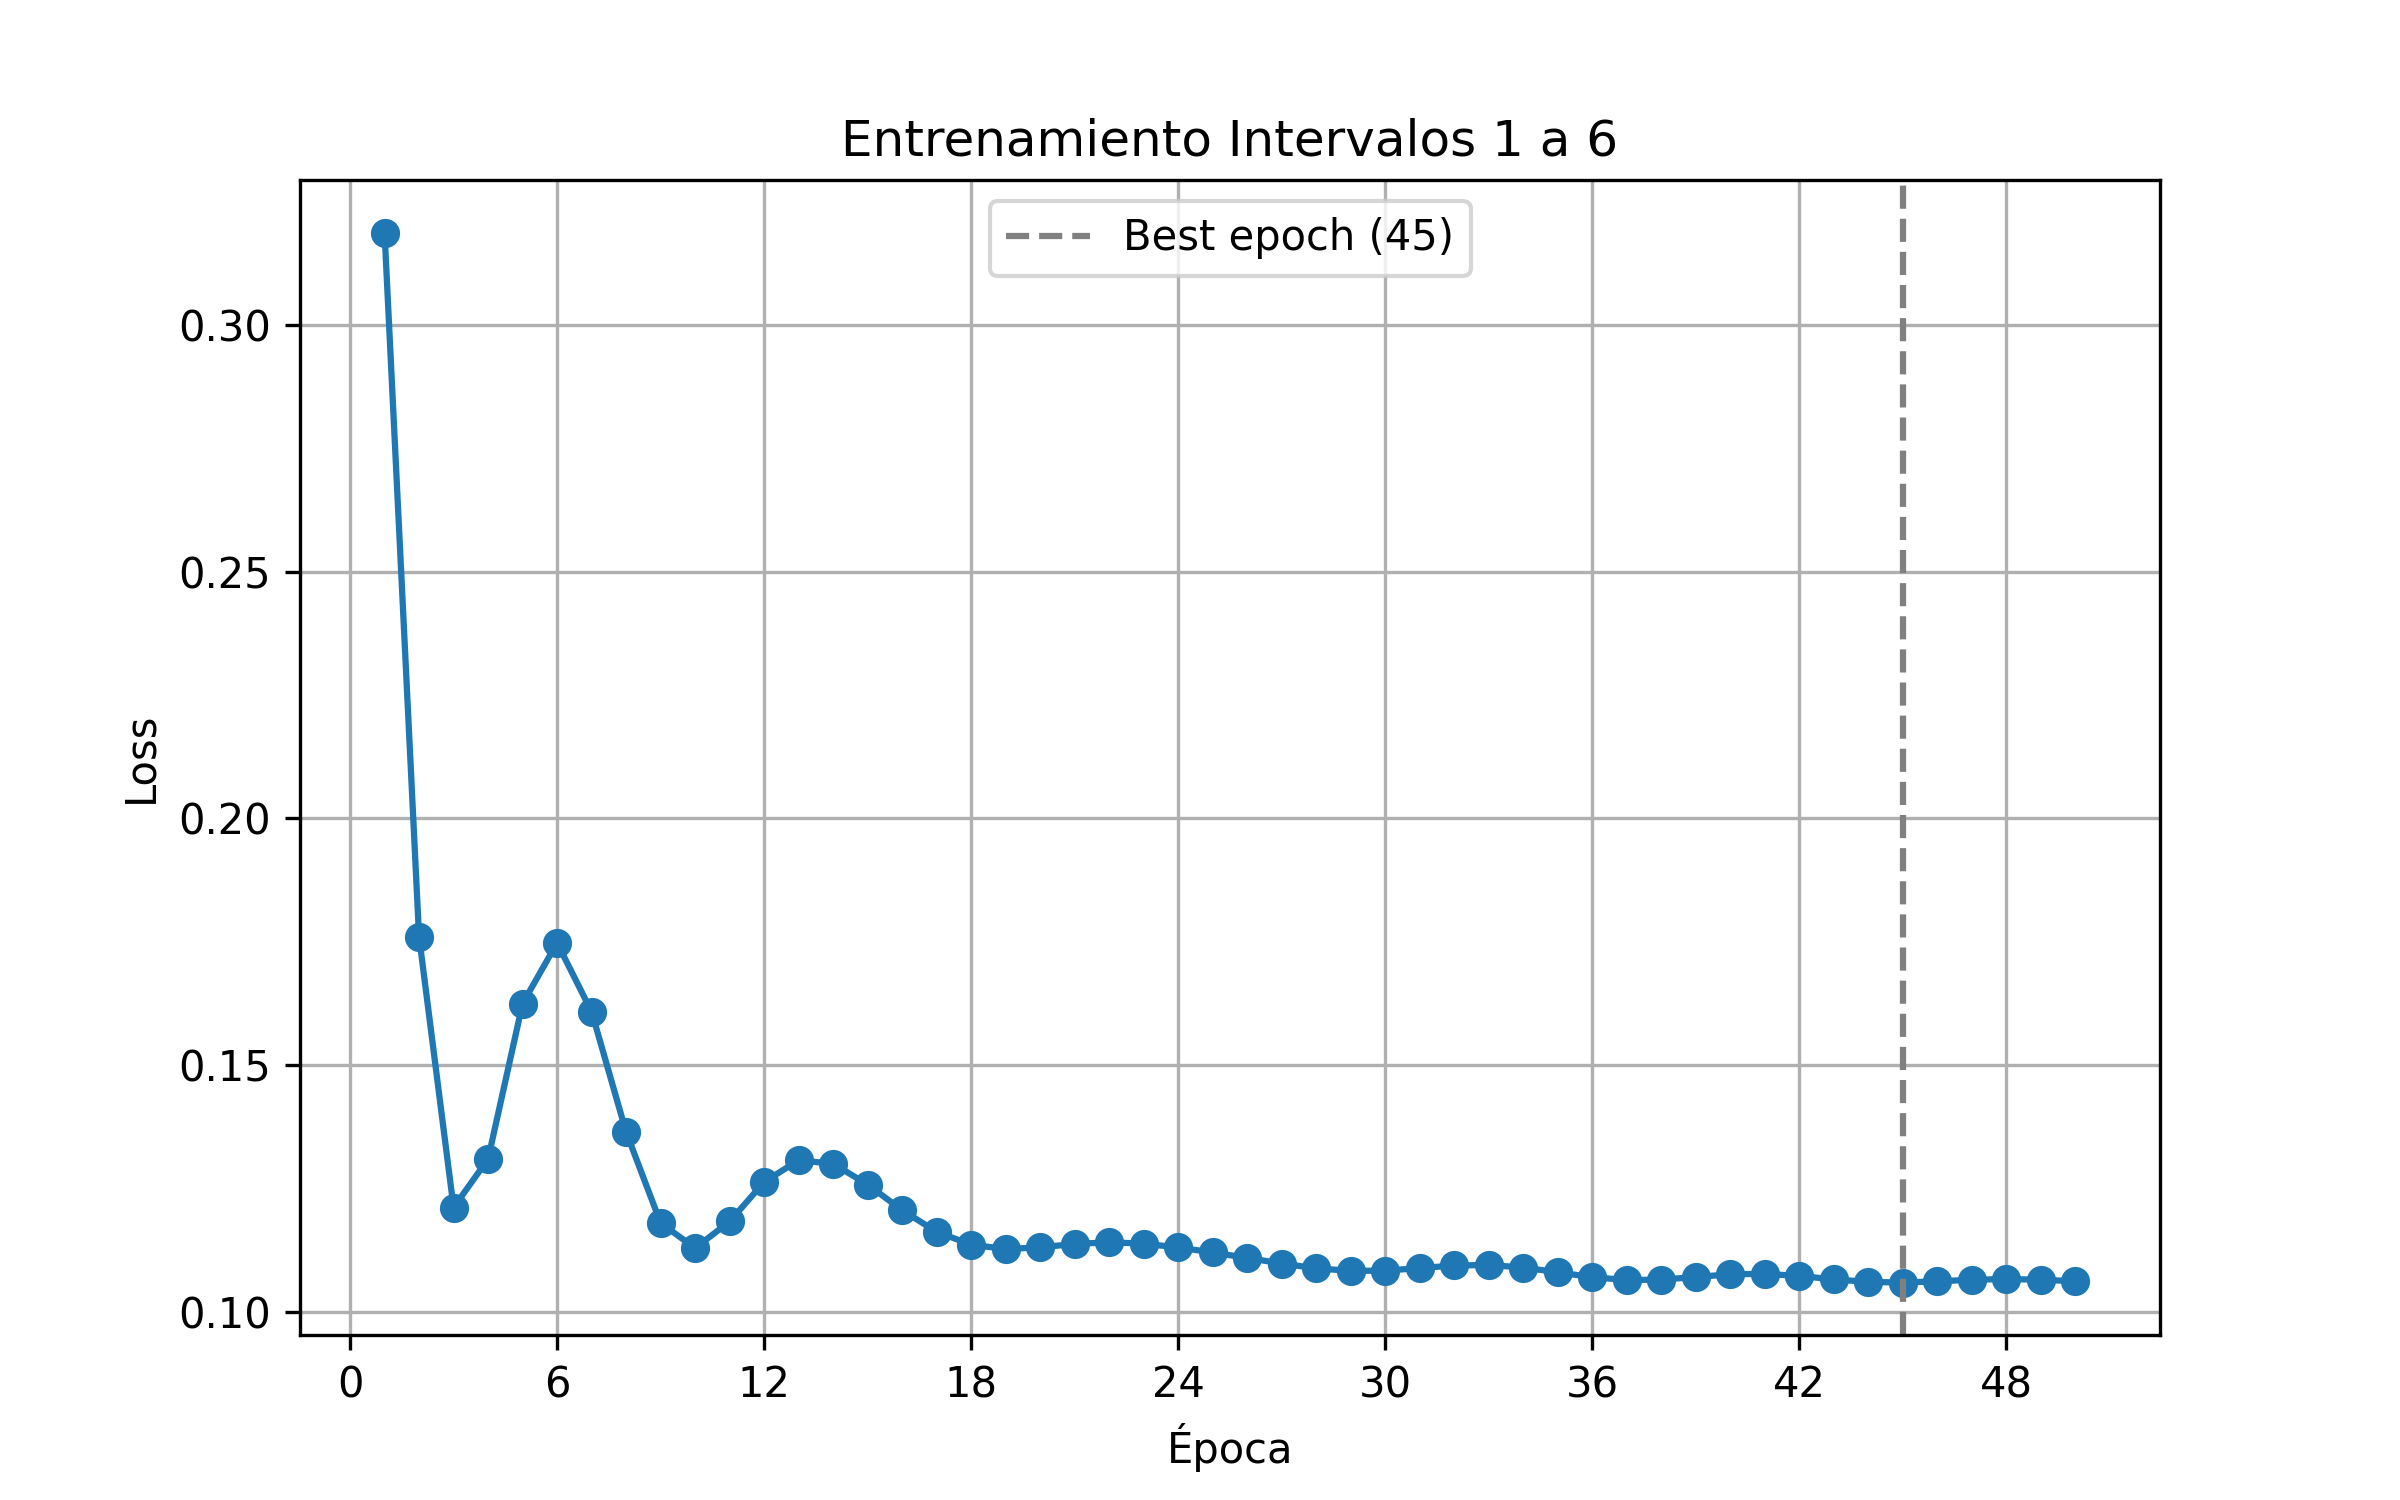 Entrenamiento Intervalos 1 a 6
Best epoch (45)
0.30
0.25
0.20
0.15
0.10
Loss
0 6 12 18 24 30 36 42 48
Época